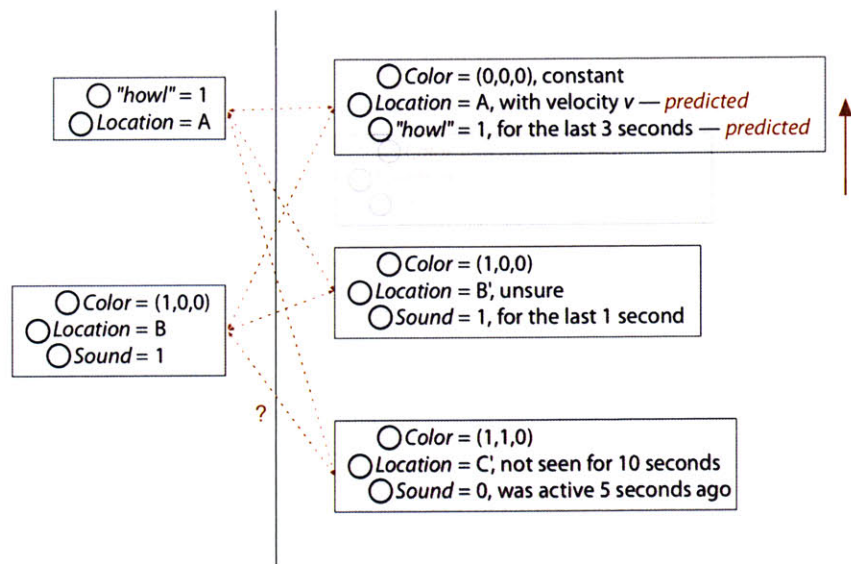 "howl" = 1
Location = A
Color = (1,0,0)
Location = B
Sound = 1
?
Color = (0,0,0), constant
Location = A, with velocity v — predicted
"howl" = 1, for the last 3 seconds — predicted
Color = (1,0,0)
Location = B', unsure
Sound = 1, for the last 1 second
Color = (1,1,0)
Location = C', not seen for 10 seconds
Sound = 0, was active 5 seconds ago